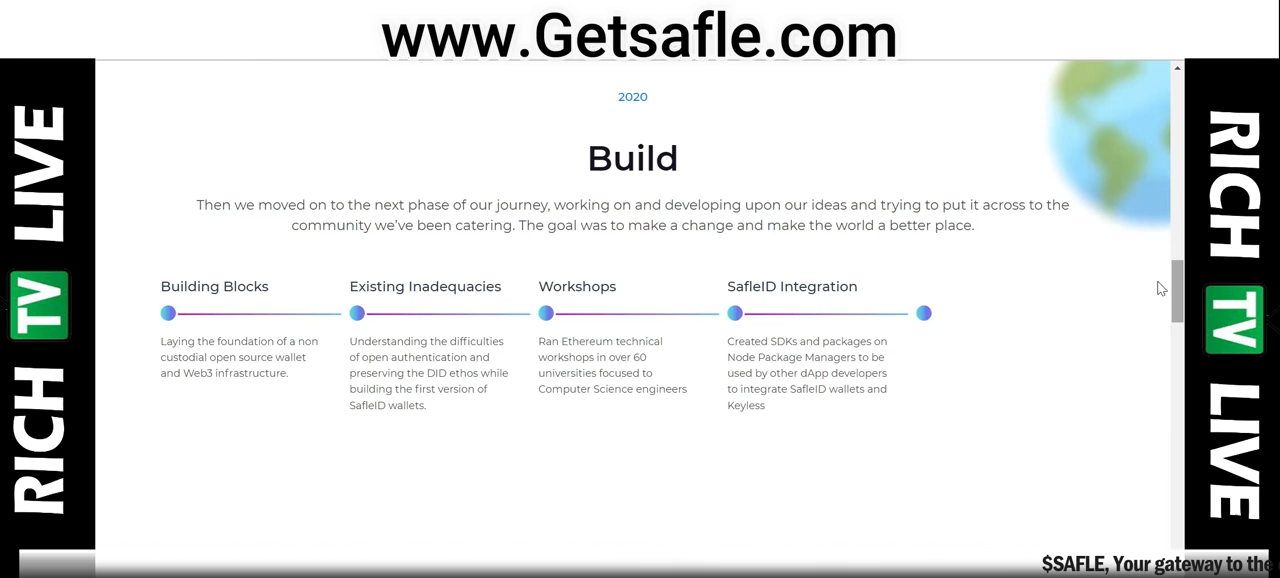 www.Getsafle.com
RICH TV LIVE
2020
Build
Then we moved on to the next phase of our journey, working on and developing upon our ideas and trying to put it across to the
community we’ve been catering. The goal was to make a change and make the world a better place.
Building Blocks
Laying the foundation of a non
custodial open source wallet
and Web3 infrastructure.
Existing Inadequacies
Understanding the difficulties
of open authentication and
preserving the DID ethos while
building the first version of
SafleID wallets.
Workshops
Ran Ethereum technical
workshops in over 60
universities focused to
Computer Science engineers
SafleID Integration
Created SDKs and packages on
Node Package Managers to be
used by other dApp developers
to integrate SafleID wallets and
Keyless
RICH TV LIVE
$SAFLE, Your gateway to the